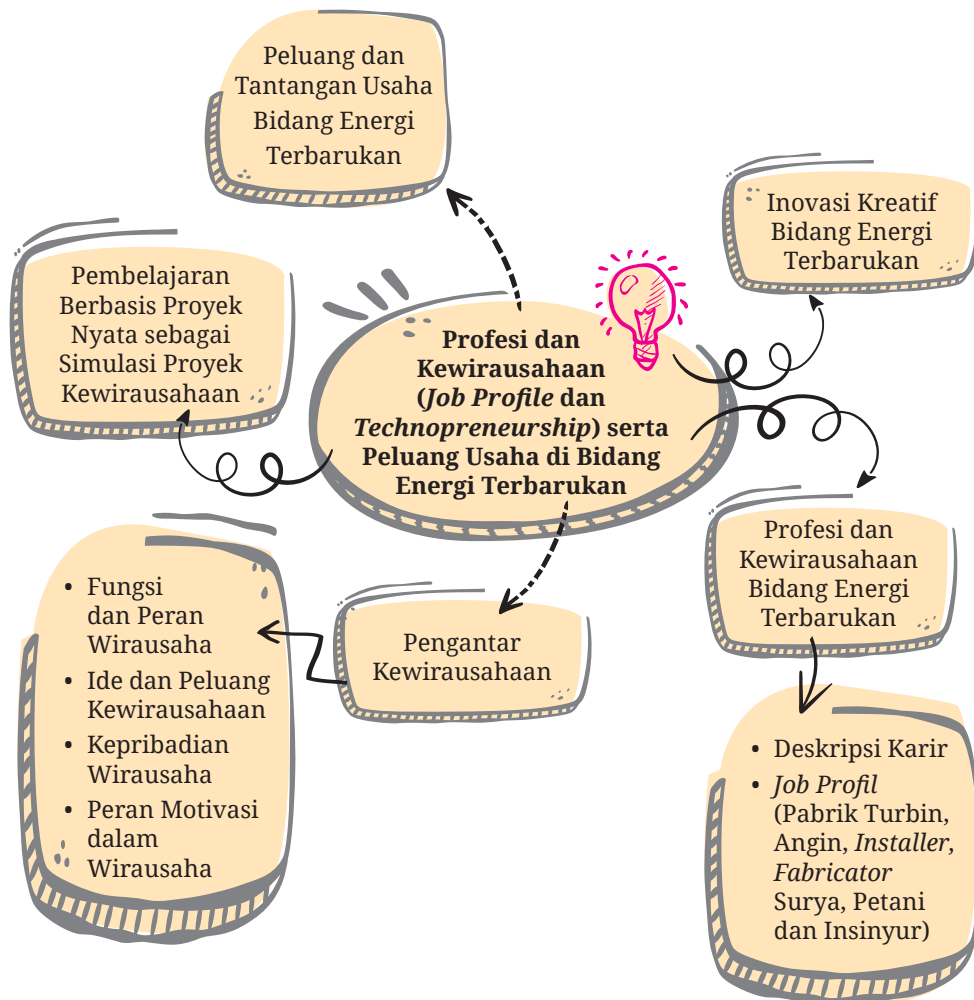 Peluang dan
Tantangan Usaha
Bidang Energi
Terbarukan
Inovasi Kreatif
Bidang Energi
Terbarukan
Pembelajaran
Berbasis Proyek
Nyata sebagai
Simulasi Proyek
Kewirausahaan
Profesi dan
Kewirausahaan
(Job Profile dan
Technopreneurship) serta
Peluang Usaha di Bidang
Energi Terbarukan
Profesi dan
Kewirausahaan
Bidang Energi
Terbarukan
Pengantar
Kewirausahaan
• Fungsi
dan Peran
Wirausaha
• Ide dan Peluang
Kewirausahaan
• Kepribadian
Wirausaha
• Peran Motivasi
dalam
Wirausaha
• Deskripsi Karir
• Job Profil
(Pabrik Turbin,
Angin, Installer,
Fabricator
Surya, Petani
dan Insinyur)